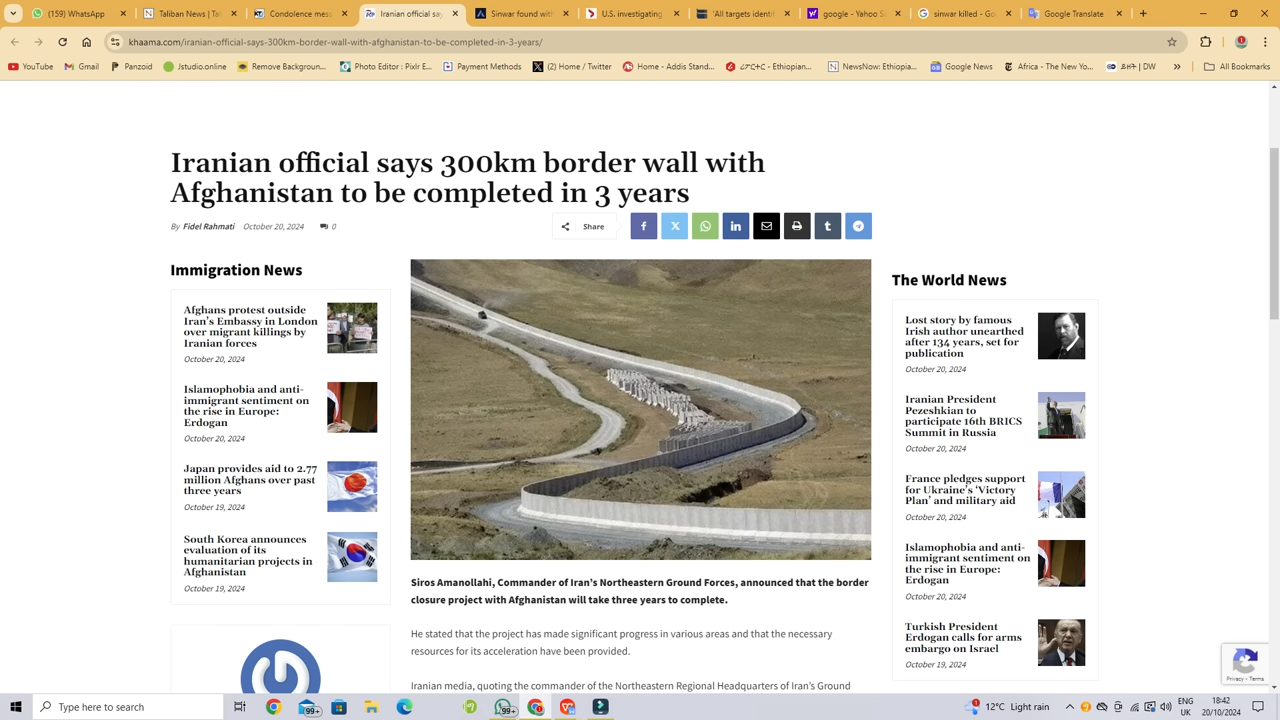 (159) WhatsApp
Taliban News | Tal
Condolence mess
Iranian official say
Sinwar found with
U.S. investigating
'All targets identif
google - Yahoo S
sinwar killed - Go
Google Translate
khaama.com/iranian-official-says-300km-border-wall-with-afghanistan-to-be-completed-in-3-years/
YouTube
Gmail
Panzoid
Jstudio.online
Remove Backgroun...
Photo Editor : Pixlr E...
Payment Methods
(2) Home / Twitter
Home - Addis Stand...
NewsNow: Ethiopia...
Google News
Africa - The New Yo...
All Bookmarks
Iranian official says 300km border wall with
Afghanistan to be completed in 3 years
By Fidel Rahmati October 20, 2024 0
Share
Immigration News
Afghans protest outside
Iran's Embassy in London
over migrant killings by
Iranian forces
October 20, 2024
Islamophobia and anti-
immigrant sentiment on
the rise in Europe:
Erdogan
October 20, 2024
Japan provides aid to 2.77
million Afghans over past
three years
October 19, 2024
South Korea announces
evaluation of its
humanitarian projects in
Afghanistan
October 19, 2024
Siros Amanollahi, Commander of Iran's Northeastern Ground Forces, announced that the border
closure project with Afghanistan will take three years to complete.
He stated that the project has made significant progress in various areas and that the necessary
resources for its acceleration have been provided.
Iranian media, quoting the commander of the Northeastern Regional Headquarters of Iran's Ground
The World News
Lost story by famous
Irish author unearthed
after 134 years, set for
publication
October 20, 2024
Iranian President
Pezeshkian to
participate 16th BRICS
Summit in Russia
October 20, 2024
France pledges support
for Ukraine's 'Victory
Plan' and military aid
October 20, 2024
Islamophobia and anti-
immigrant sentiment on
the rise in Europe:
Erdogan
October 20, 2024
Turkish President
Erdogan calls for arms
embargo on Israel
October 19, 2024
Privacy - Terms
Type here to search
99+
99+
12°C Light rain
ENG
UK
18:42
20/10/2024